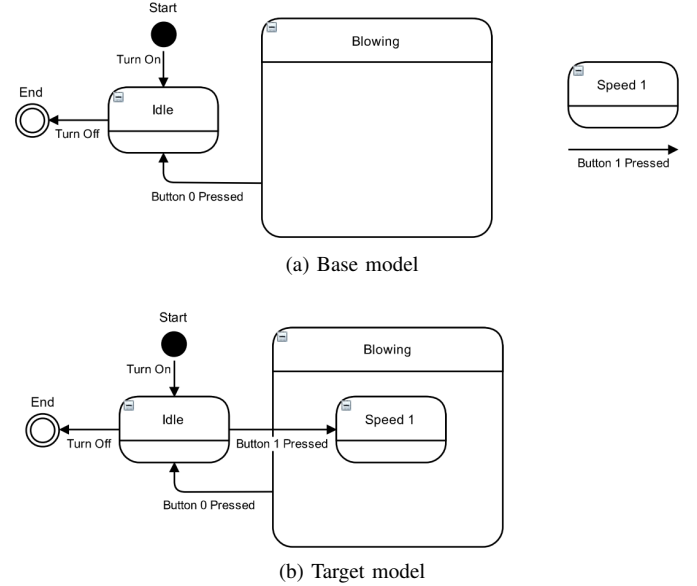 Start
Blowing
Turn On
Speed 1
End
Idle
Turn Off
Button 1 Pressed
Button 0 Pressed
(a) Base model
Start
Blowing
Turn On
End
Idle
Speed 1
Turn Off
Button 1 Pressed
Button 0 Pressed
(b) Target model